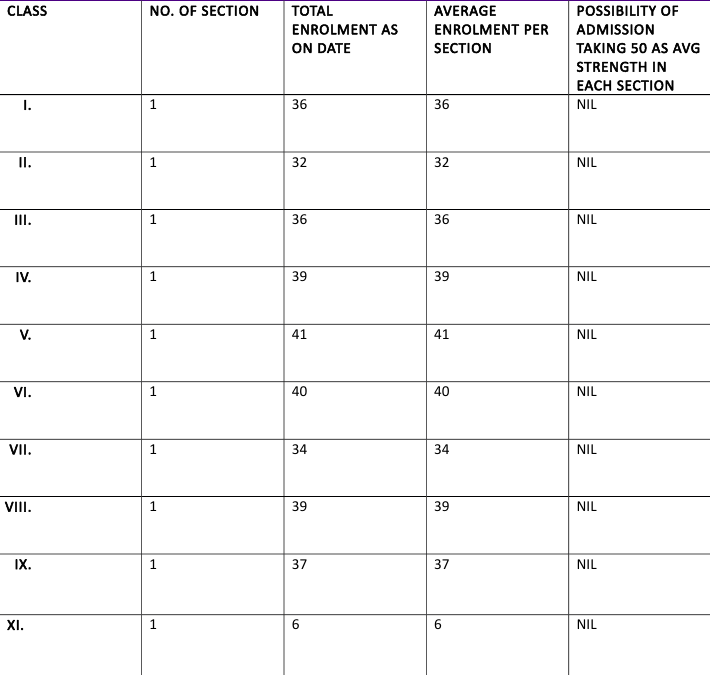 CLASS NO. OF SECTION TOTAL ENROLMENT AS ON DATE AVERAGE ENROLMENT PER SECTION POSSIBILITY OF ADMISSION TAKING 50 AS AVG STRENGTH IN EACH SECTION
I. 1 36 36 NIL
II. 1 32 32 NIL
III. 1 36 36 NIL
IV. 1 39 39 NIL
V. 1 41 41 NIL
VI. 1 40 40 NIL
VII. 1 34 34 NIL
VIII. 1 39 39 NIL
IX. 1 37 37 NIL
XI. 1 6 6 NIL